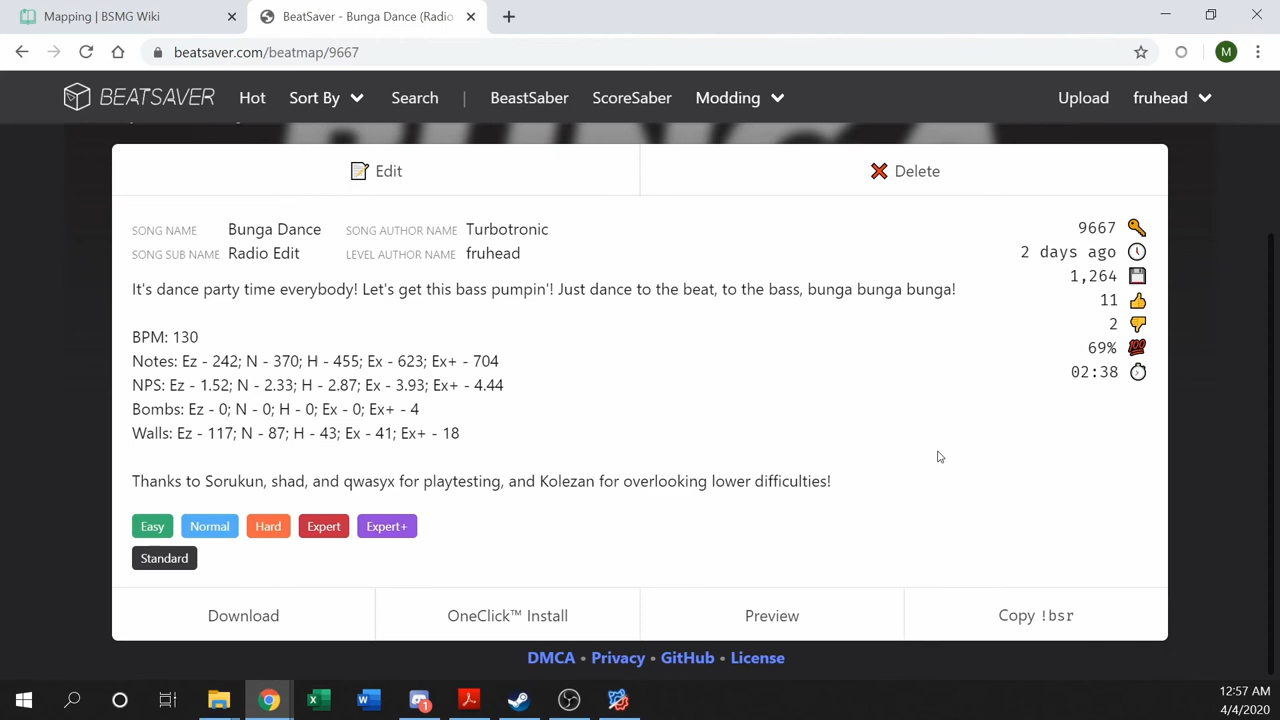 Mapping | BSMG Wiki
BeatSaver - Bunga Dance (Radio
beatsaver.com/beatmap/9667
M
BEATSAVER Hot Sort By Search | BeastSaber ScoreSaber Modding Upload fruhead
Edit Delete
SONG NAME Bunga Dance SONG AUTHOR NAME Turbotronic
SONG SUB NAME Radio Edit LEVEL AUTHOR NAME fruhead
9667
2 days ago
1,264
11
2
69%
02:38
It's dance party time everybody! Let's get this bass pumpin'! Just dance to the beat, to the bass, bunga bunga bunga!
BPM: 130
Notes: Ez - 242; N - 370; H - 455; Ex - 623; Ex+ - 704
NPS: Ez - 1.52; N - 2.33; H - 2.87; Ex - 3.93; Ex+ - 4.44
Bombs: Ez - 0; N - 0; H - 0; Ex - 0; Ex+ - 4
Walls: Ez - 117; N - 87; H - 43; Ex - 41; Ex+ - 18
Thanks to Sorukun, shad, and qwasyx for playtesting, and Kolezan for overlooking lower difficulties!
Easy Normal Hard Expert Expert+
Standard
Download OneClick™ Install Preview Copy !bsr
DMCA • Privacy • GitHub • License
12:57 AM
4/4/2020